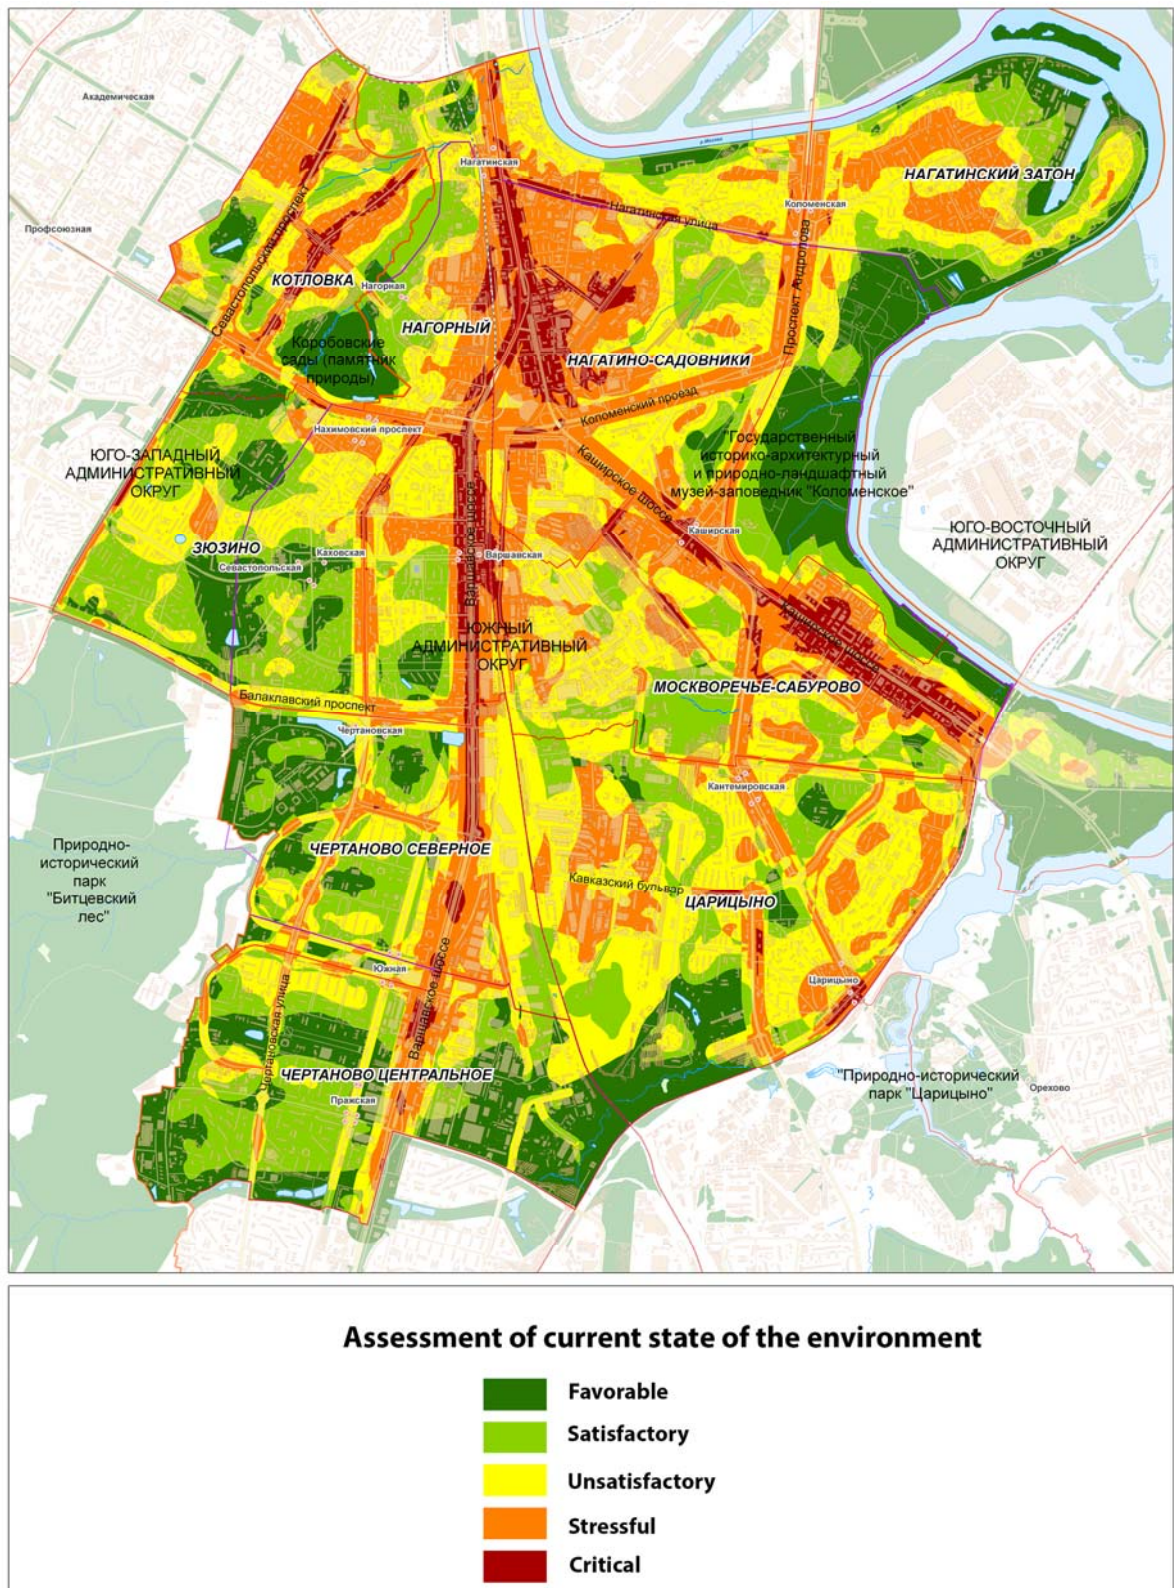 Академическая
р.Москва
Нагатинская
НАГАТИНСКИЙ ЗАТОН
Коломенская
Нагатинская улица
Профсоюзная
Севастопольский проспект
Проспект Андропова
КОТЛОВКА
Нагорная
НАГОРНЫЙ
Коробовские
сады (памятник
природы)
НАГАТИНО-САДОВНИКИ
Коломенский проезд
Нахимовский проспект
"Государственный
историко-архитектурный
и природно-ландшафтный
музей-заповедник "Коломенское"
ЮГО-ЗАПАДНЫЙ
АДМИНИСТРАТИВНЫЙ
ОКРУГ
Каширское шоссе
Варшавское шоссе
Каширская
ЮГО-ВОСТОЧНЫЙ
АДМИНИСТРАТИВНЫЙ
ОКРУГ
ЗЮЗИНО
Каховская
Севастопольская
Варшавская
Каширское шоссе
ЮЖНЫЙ
АДМИНИСТРАТИВНЫЙ
ОКРУГ
МОСКВОРЕЧЬЕ-САБУРОВО
Балаклавский проспект
Чертановская
Кантемировская
ЧЕРТАНОВО СЕВЕРНОЕ
Природно-
исторический
парк
"Битцевский
лес"
Кавказский бульвар
ЦАРИЦЫНО
Южная
Варшавское шоссе
Царицыно
Чертановская улица
ЧЕРТАНОВО ЦЕНТРАЛЬНОЕ
"Природно-исторический
парк "Царицыно"
Орехово
Пражская
Assessment of current state of the environment
Favorable
Satisfactory
Unsatisfactory
Stressful
Critical